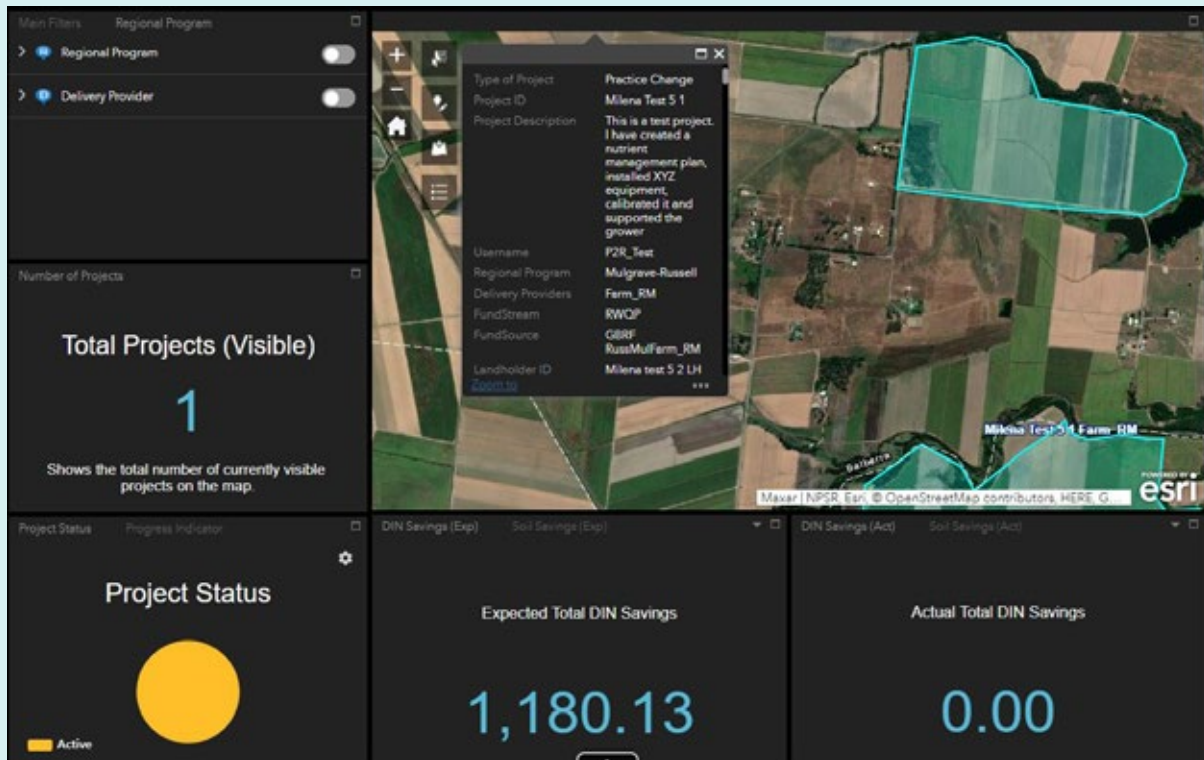 Main Filters Regional Program
Regional Program
Delivery Provider
Number of Projects
Total Projects (Visible)
1
Shows the total number of currently visible
projects on the map.
Project Status Progress Indicator
Project Status
Active
Type of Project Practice Change
Project ID Milena Test 5 1
Project Description This is a test project.
I have created a
nutrient
management plan,
installed XYZ
equipment,
calibrated it and
supported the
grower
Username P2R_Test
Regional Program Mulgrave-Russell
Delivery Providers Farm_RM
FundStream RWQP
FundSource GBRF
RussMulFarm_RM
Landholder ID Milena test 5 2 LH
Zoom to
Milena Test 5 1 Farm_RM
Maxar | NPSR, Esri, © OpenStreetMap contributors, HERE, G...
POWERED BY
esri
DIN Savings (Exp) Soil Savings (Exp)
Expected Total DIN Savings
1,180.13
DIN Savings (Act) Soil Savings (Act)
Actual Total DIN Savings
0.00